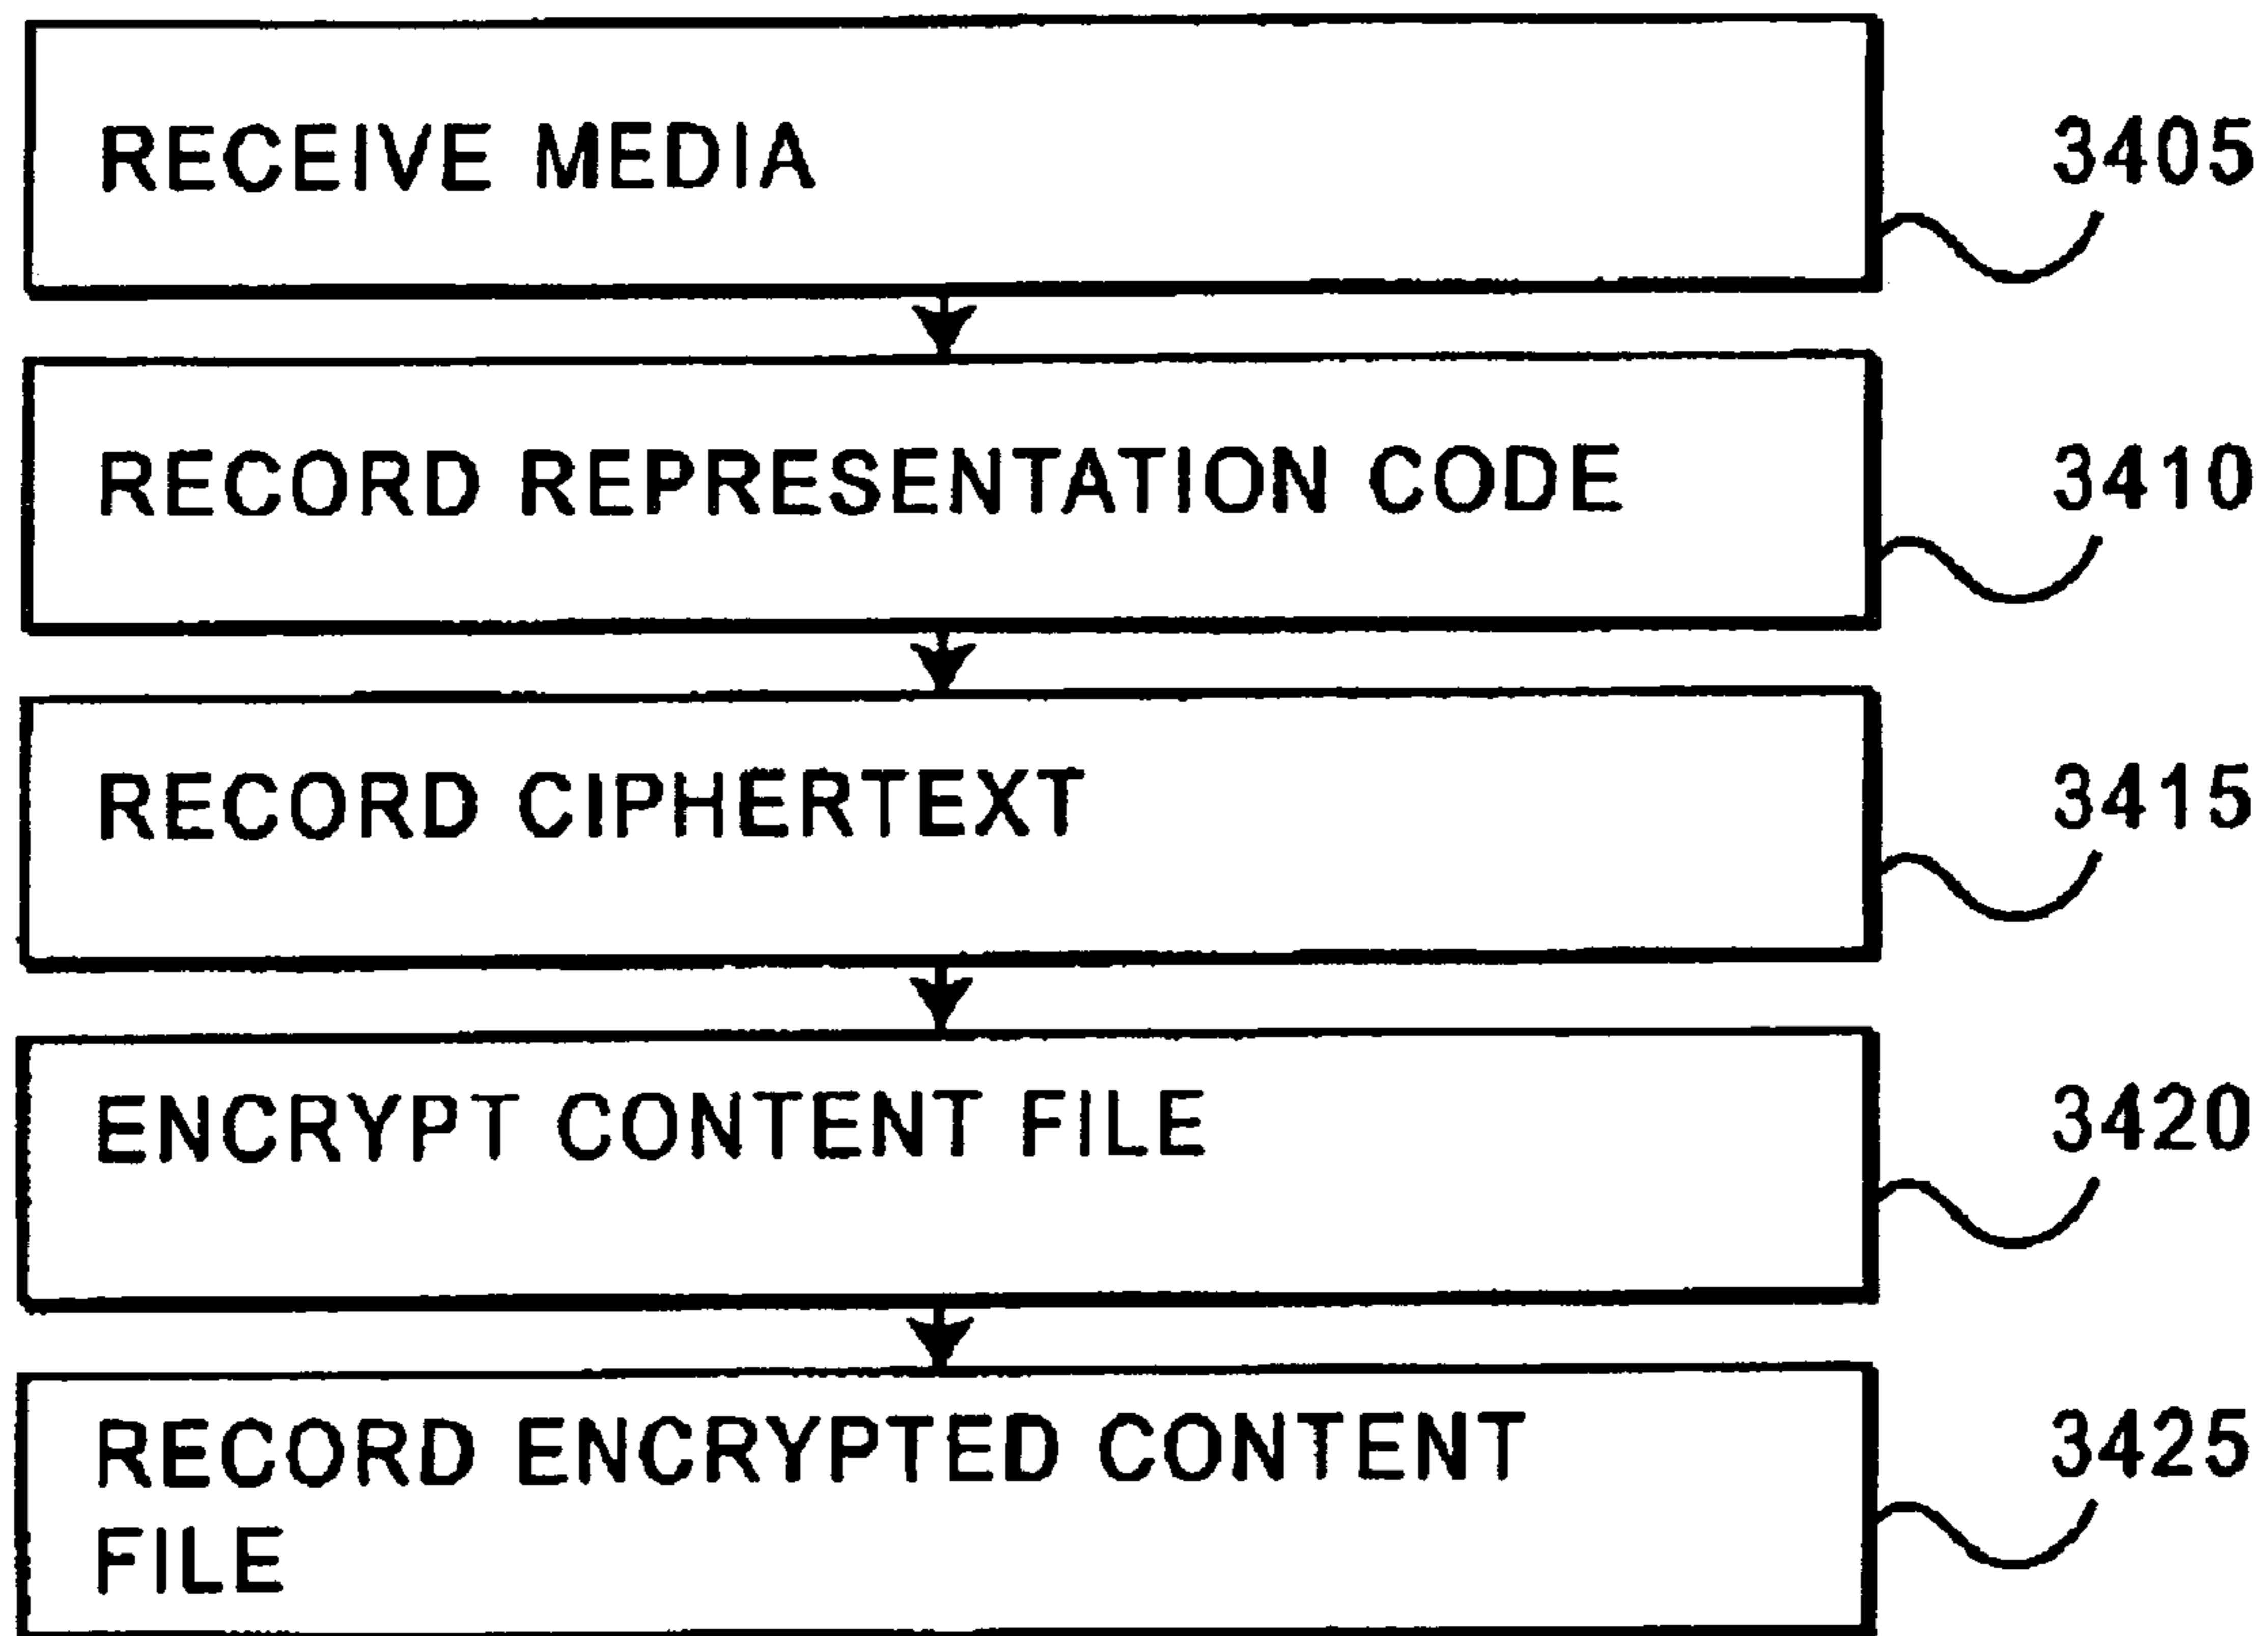 RECEIVE MEDIA
3405
RECORD REPRESENTATION CODE
3410
RECORD CIPHERTEXT
3415
ENCRYPT CONTENT FILE
3420
RECORD ENCRYPTED CONTENT
FILE
3425